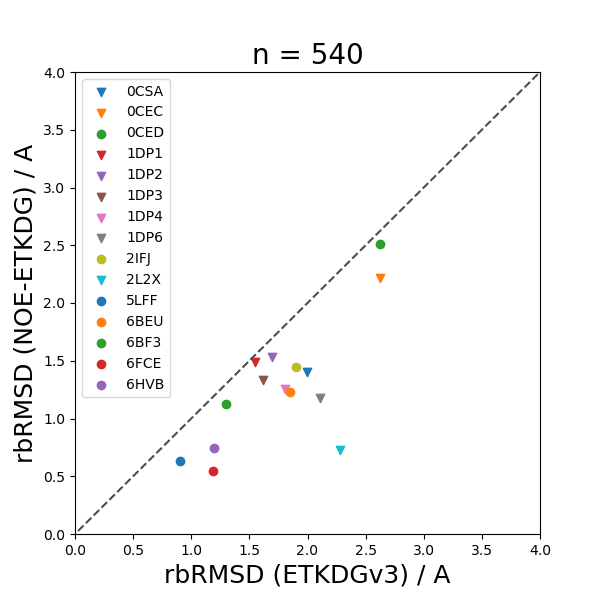 n = 540
rbRMSD (NOE-ETKDG) / A
4.0
3.5
3.0
2.5
2.0
1.5
1.0
0.5
0.0
0CSA
0CEC
0CED
1DP1
1DP2
1DP3
1DP4
1DP6
2IFJ
2L2X
5LFF
6BEU
6BF3
6FCE
6HVB
0.0 0.5 1.0 1.5 2.0 2.5 3.0 3.5 4.0
rbRMSD (ETKDGv3) / A